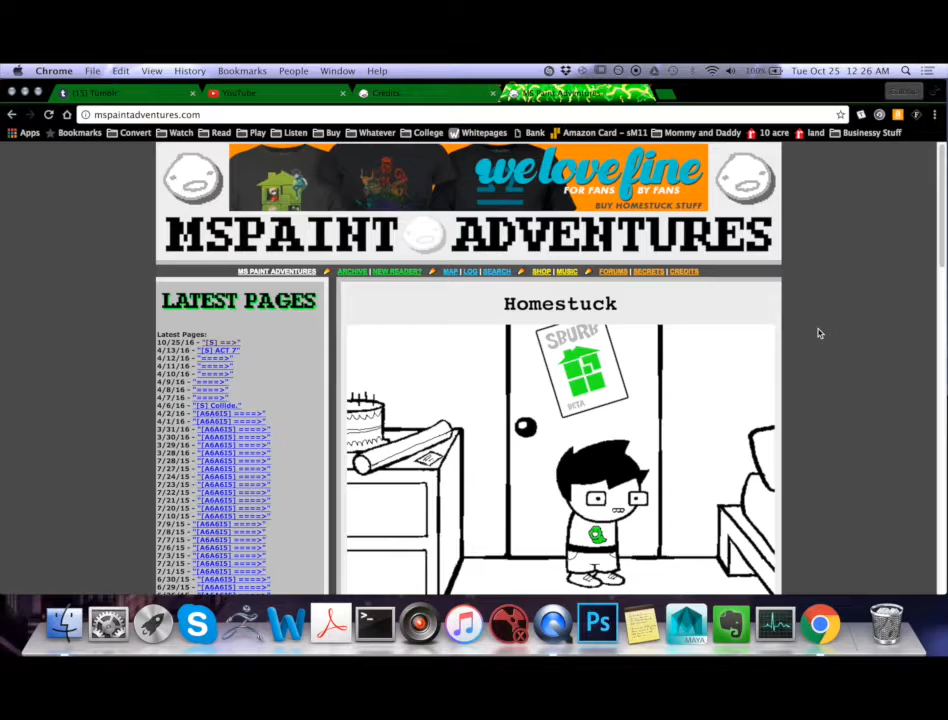 Chrome File Edit View History Bookmarks People Window Help 100% Tue Oct 25 12:26 AM
(15) Tumblr YouTube Credits MS Paint Adventures
mspaintadventures.com
Apps Bookmarks Convert Watch Read Play Listen Buy Whatever College Whitepages Bank Amazon Card - sM11 Mommy and Daddy 10 acre land Businessy Stuff
welovefine
FOR FANS BY FANS
BUY HOMESTUCK STUFF
MSPAINT ADVENTURES
MS PAINT ADVENTURES ARCHIVE | NEW READER? MAP | LOG | SEARCH SHOP | MUSIC FORUMS | SECRETS | CREDITS
LATEST PAGES
Latest Pages:
10/25/16 - "[S] ==>"
4/13/16 - "[S] ACT 7"
4/12/16 - "====>"
4/11/16 - "====>"
4/10/16 - "====>"
4/9/16 - "====>"
4/8/16 - "====>"
4/7/16 - "====>"
4/6/16 - "[S] Collide."
4/2/16 - "[A6A6I5] ====>"
4/1/16 - "[A6A6I5] ====>"
3/31/16 - "[A6A6I5] ====>"
3/30/16 - "[A6A6I5] ====>"
3/29/16 - "[A6A6I5] ====>"
3/28/16 - "[A6A6I5] ====>"
7/28/15 - "[A6A6I5] ====>"
7/27/15 - "[A6A6I5] ====>"
7/24/15 - "[A6A6I5] ====>"
7/23/15 - "[A6A6I5] ====>"
7/22/15 - "[A6A6I5] ====>"
7/21/15 - "[A6A6I5] ====>"
7/20/15 - "[A6A6I5] ====>"
7/10/15 - "[A6A6I5] ====>"
7/9/15 - "[A6A6I5] ====>"
7/8/15 - "[A6A6I5] ====>"
7/7/15 - "[A6A6I5] ====>"
7/6/15 - "[A6A6I5] ====>"
7/3/15 - "[A6A6I5] ====>"
7/2/15 - "[A6A6I5] ====>"
7/1/15 - "[A6A6I5] ====>"
6/30/15 - "[A6A6I5] ====>"
6/29/15 - "[A6A6I5] ====>"
Homestuck
SBURB
BETA
Ps
MAYA